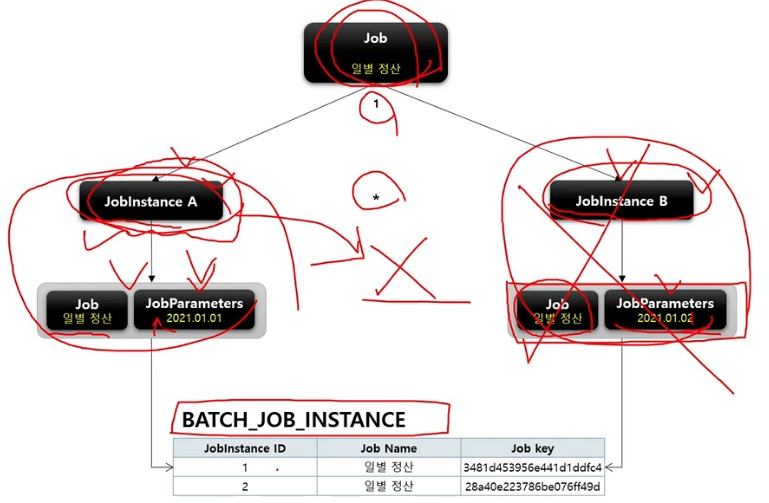 Job
일별 정산
1
*
JobInstance A
JobInstance B
Job
일별 정산
JobParameters
2021.01.01
Job
일별 정산
JobParameters
2021.01.02
BATCH_JOB_INSTANCE
JobInstance ID Job Name Job key
1 일별 정산 3481d453956e441d1ddfc4
2 일별 정산 28a40e223786be076ff49d